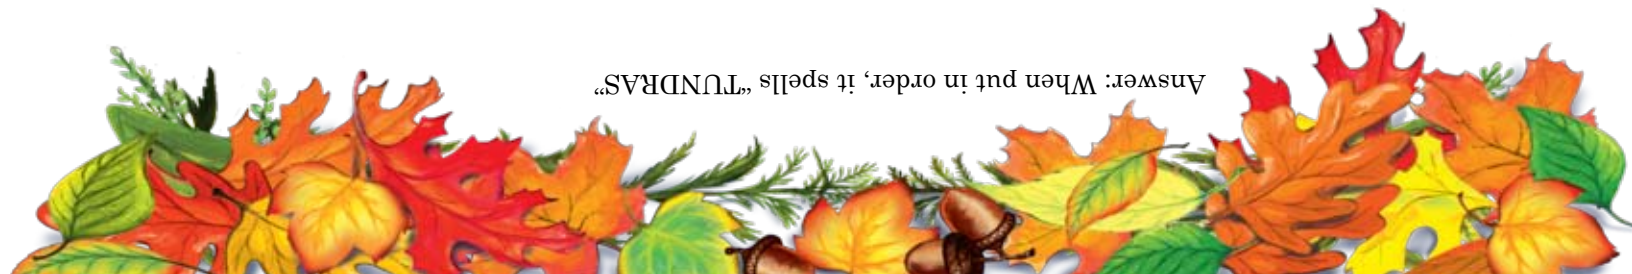 Answer: When put in order, it spells “TUNDRAS“